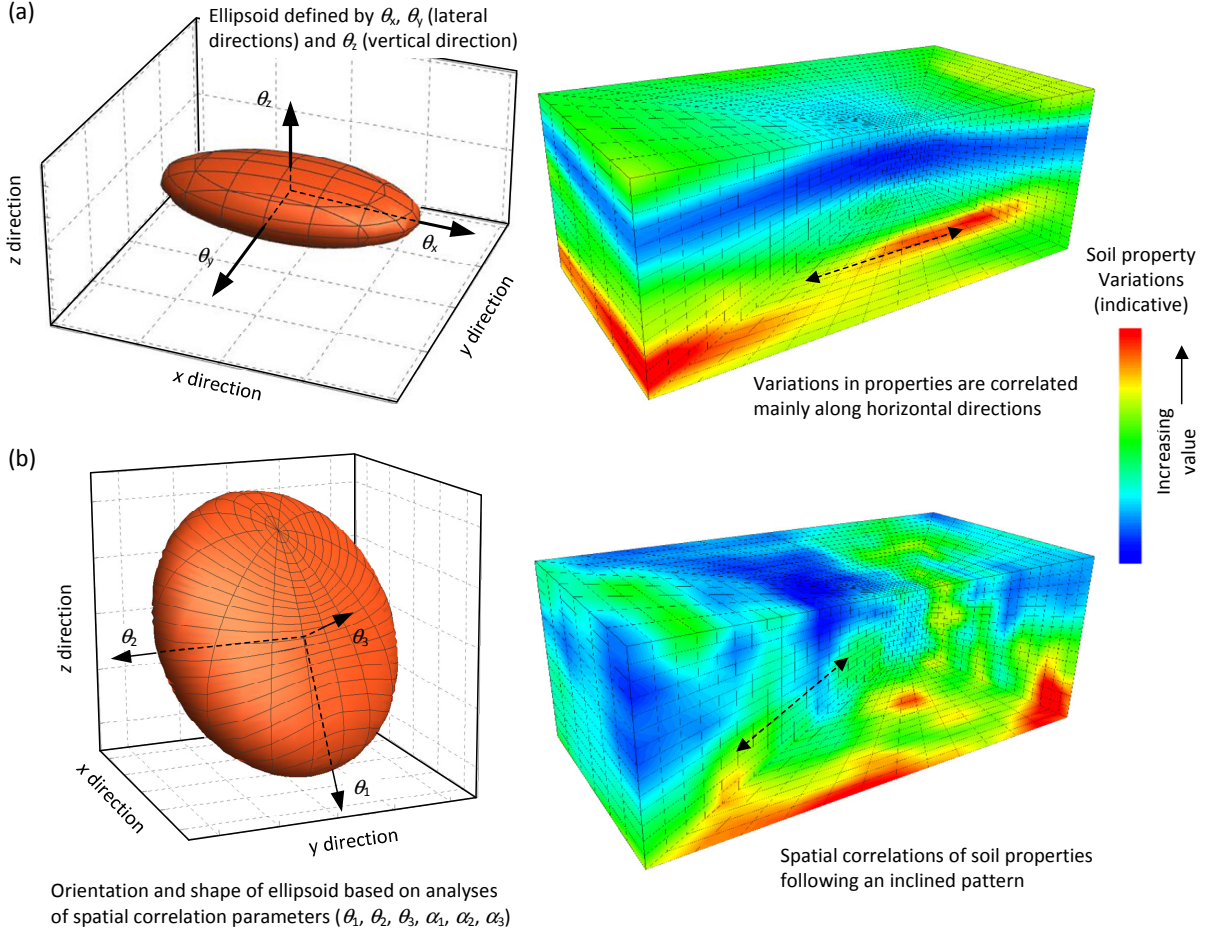 (a)
Ellipsoid defined by θx, θy (lateral
directions) and θz (vertical direction)
θz
θx
θy
z direction
x direction
y direction
Variations in properties are correlated
mainly along horizontal directions
Soil property
Variations
(indicative)
Increasing
value
(b)
θ2
θ3
θ1
z direction
x direction
y direction
Orientation and shape of ellipsoid based on analyses
of spatial correlation parameters (θ1, θ2, θ3, α1, α2, α3)
Spatial correlations of soil properties
following an inclined pattern